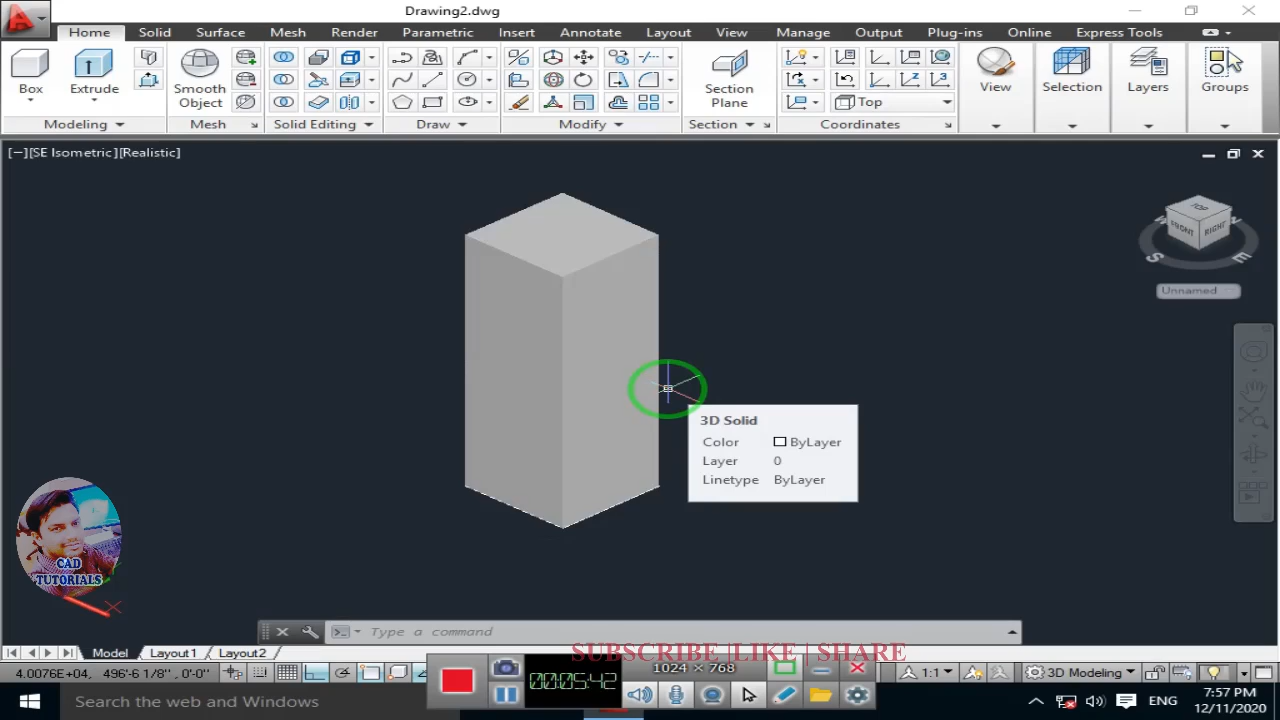 Drawing2.dwg
Home Solid Surface Mesh Render Parametric Insert Annotate Layout View Manage Output Plug-ins Online Express Tools
Box Extrude Smooth Object Section Plane Top View Selection Layers Groups
Modeling Mesh Solid Editing Draw Modify Section Coordinates
[−][SE Isometric][Realistic]
TOP
FRONT RIGHT
W N
S E
Unnamed
3D Solid
Color ByLayer
Layer 0
Linetype ByLayer
CAD
TUTORIALS
Type a command
SUBSCRIBE |LIKE | SHARE
Model Layout1 Layout2
4.0076E+04, 496'-6 1/8" , 0'-0"
1024 × 768
00:05:42
1:1
3D Modeling
Search the web and Windows
ENG
7:57 PM
12/11/2020